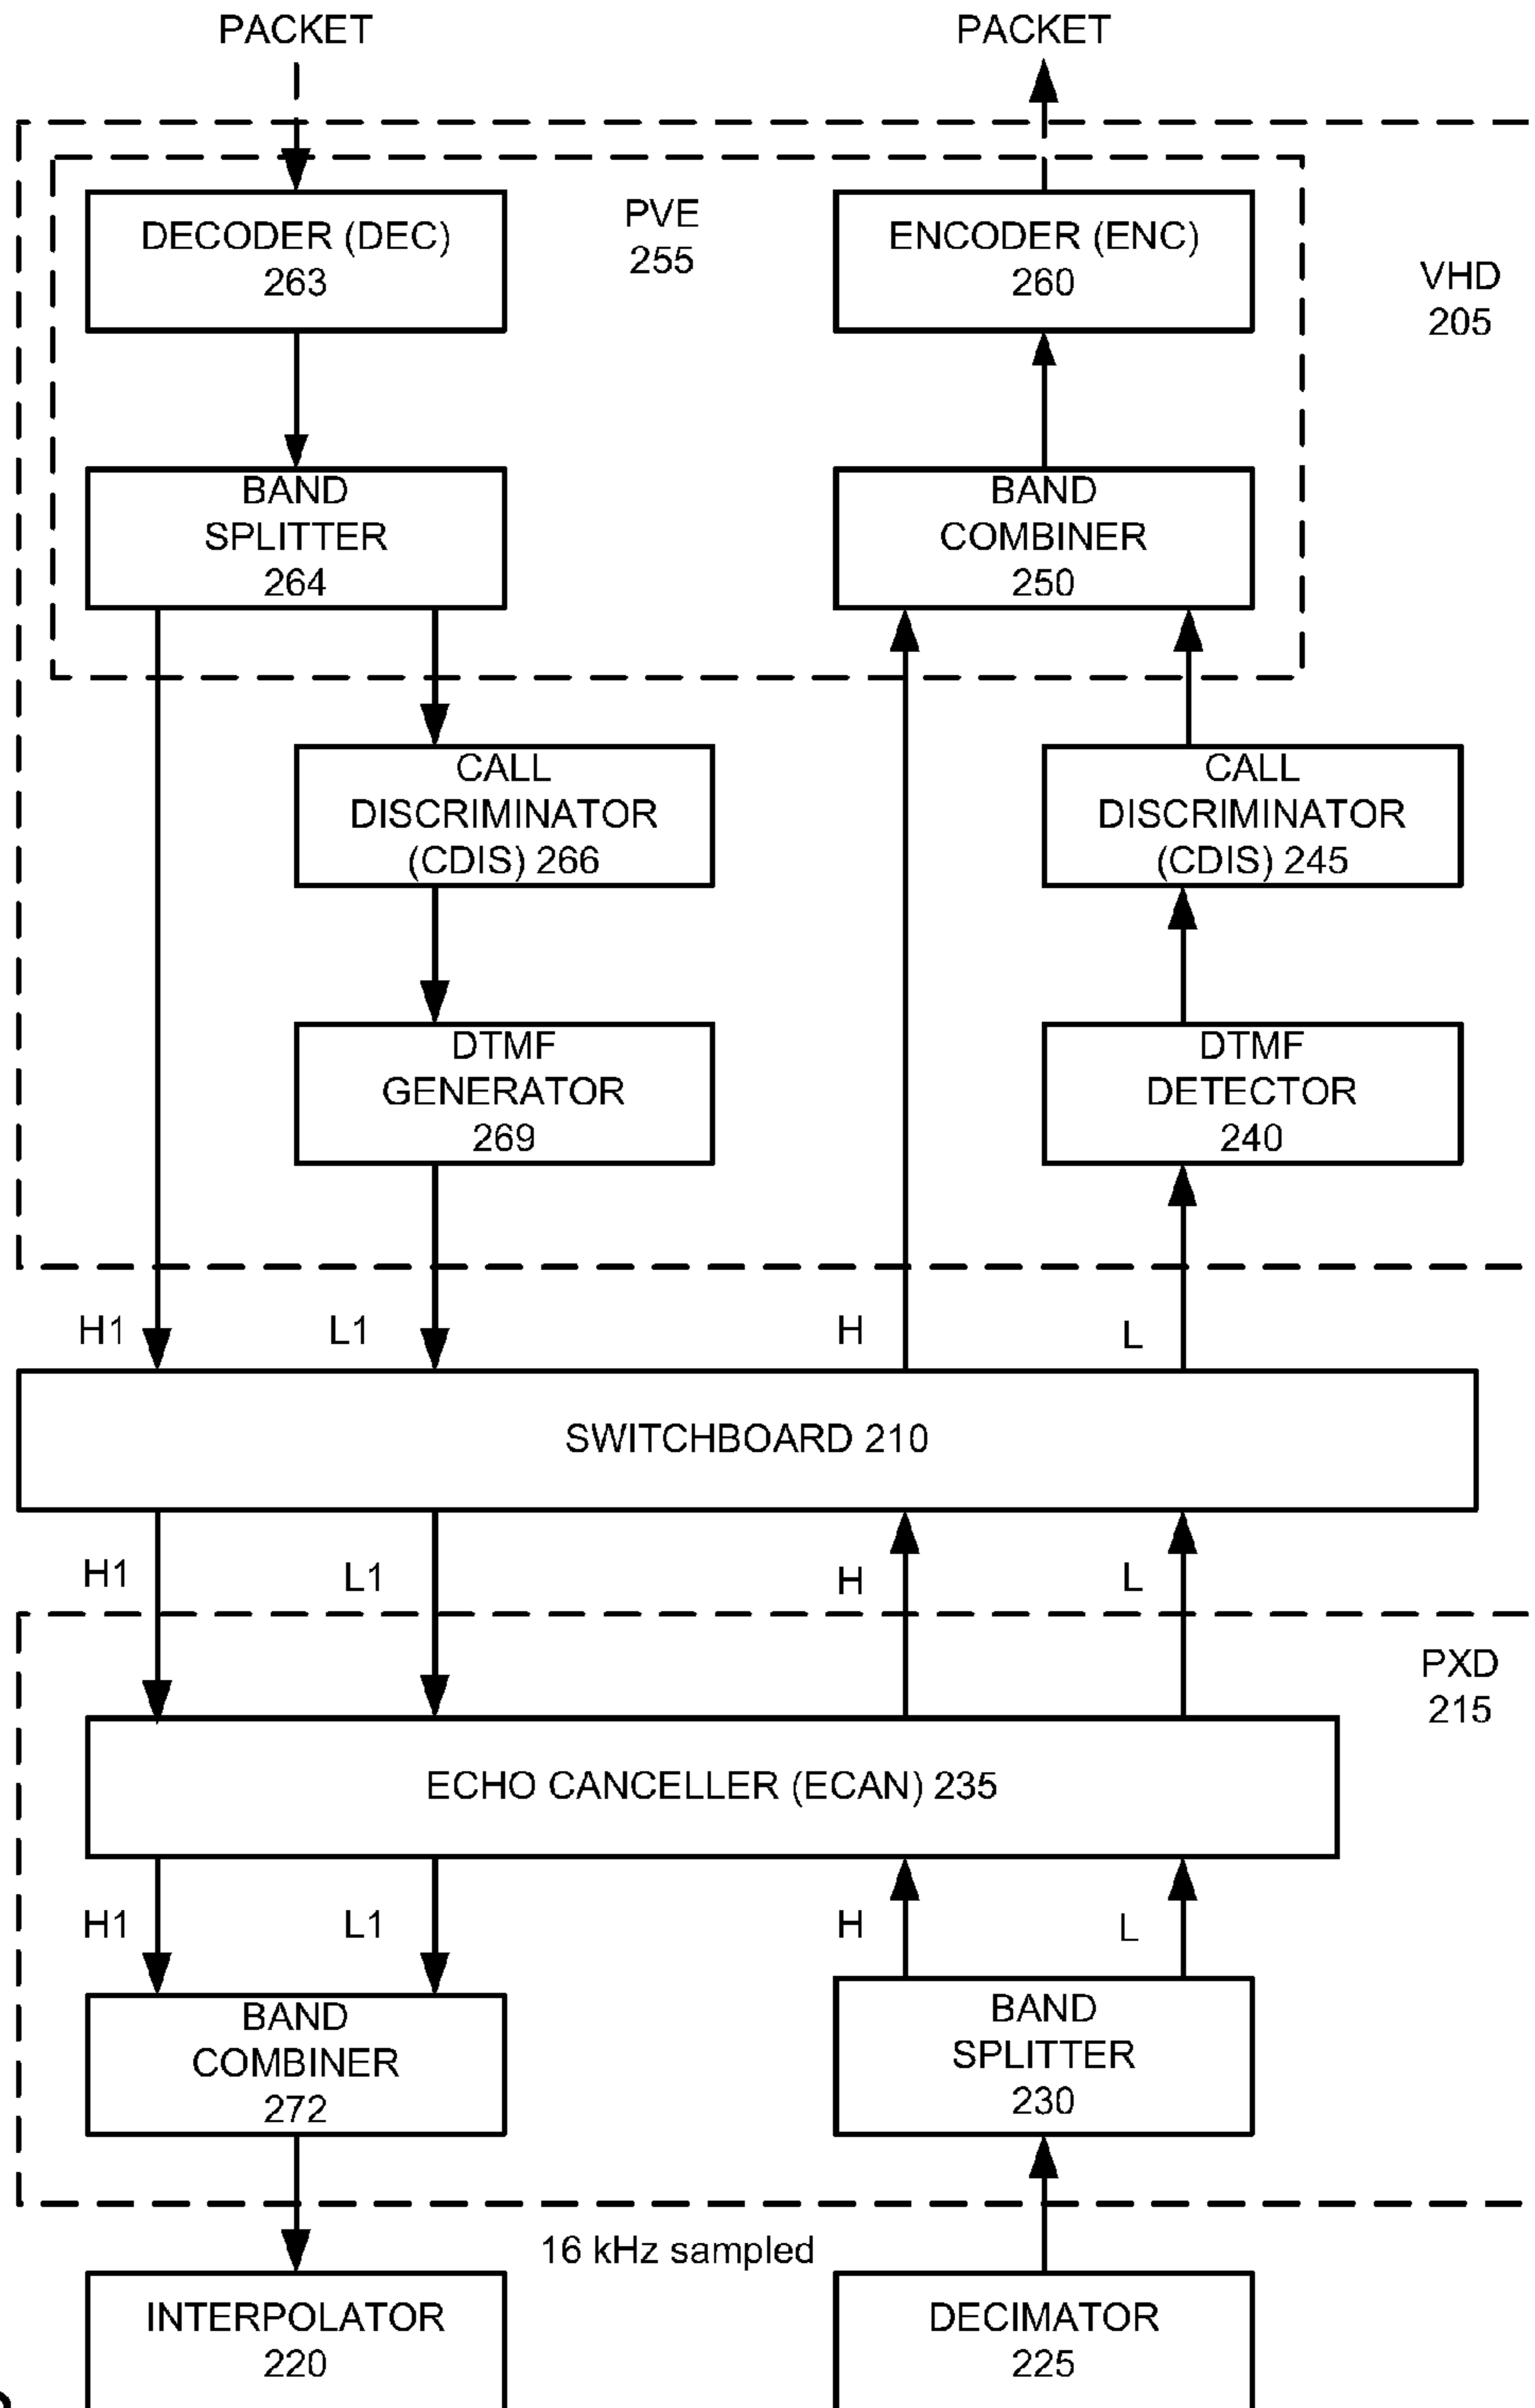 PACKET
PACKET
DECODER (DEC)
263
PVE
255
ENCODER (ENC)
260
VHD
205
BAND
SPLITTER
264
BAND
COMBINER
250
CALL
DISCRIMINATOR
(CDIS) 266
CALL
DISCRIMINATOR
(CDIS) 245
DTMF
GENERATOR
269
DTMF
DETECTOR
240
H1
L1
H
L
SWITCHBOARD 210
H1
L1
H
L
PXD
215
ECHO CANCELLER (ECAN) 235
H1
L1
H
L
BAND
COMBINER
272
BAND
SPLITTER
230
16 kHz sampled
INTERPOLATOR
220
DECIMATOR
225